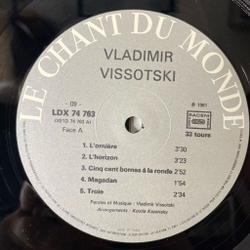 LE CHANT DU MONDE
VLADIMIR
VISSOTSKI
- 09 -
LDX 74 763
Face A
℗ 1981
SACEM
33 tours
1. L'ornière 3'30
2. L'horizon 3'23
3. Cinq cent bornes à la ronde 2'52
4. Magadan 1'54
5. Troie 2'34
Paroles et Musique : Vladimir Vissotski
Arrangements : Kostia Kazansky